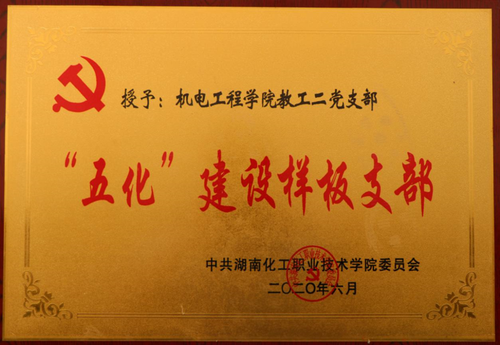 授予：机电工程学院教工二党支部
“五化”建设样板支部
中共湖南化工职业技术学院委员会
二〇二〇年六月